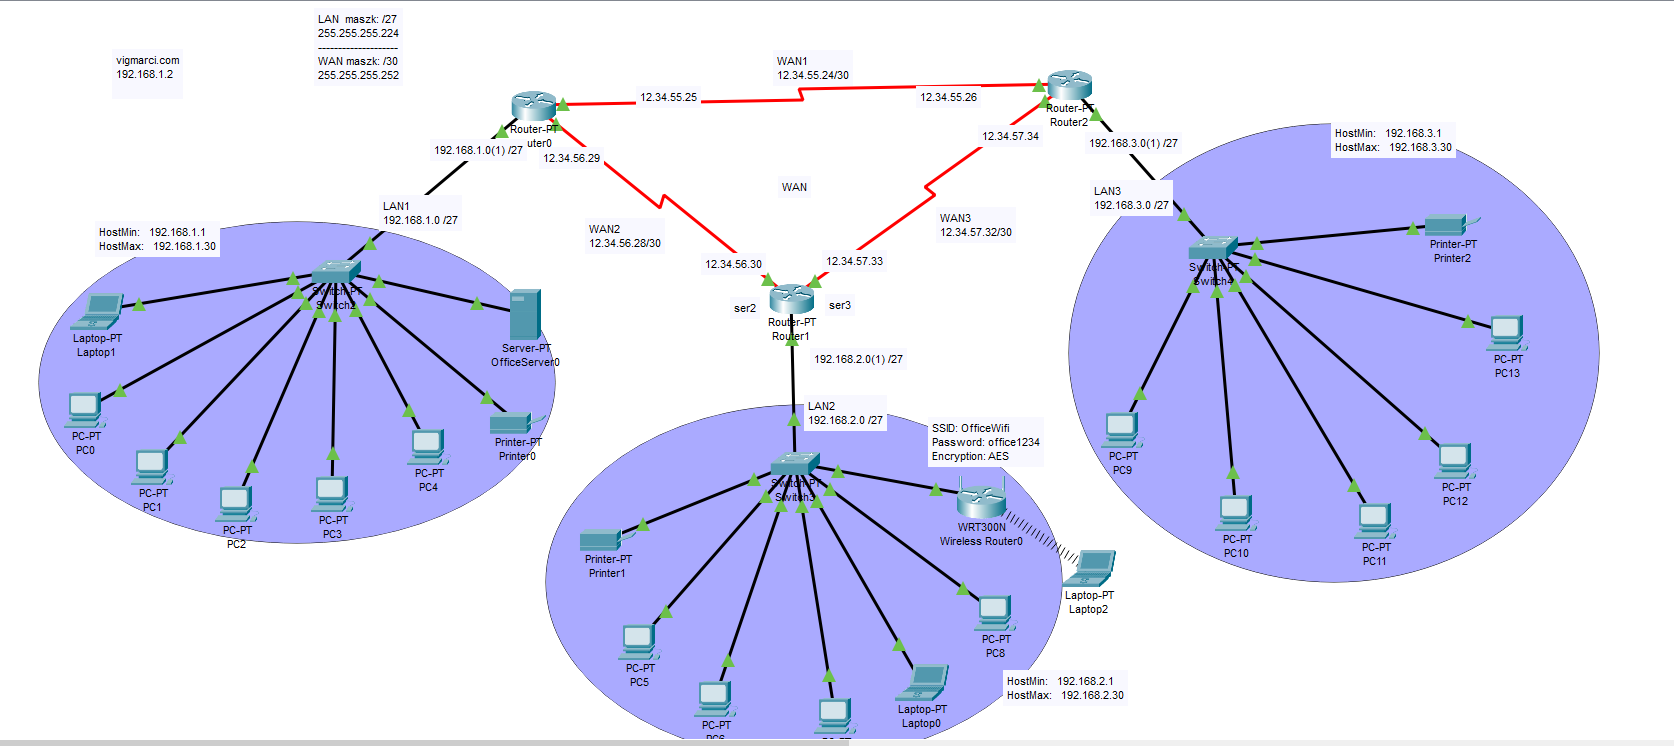 LAN  maszk: /27
255.255.255.224
--------------------
WAN maszk: /30
255.255.255.252
vigmarci.com
192.168.1.2
WAN1
12.34.55.24/30
12.34.55.25
12.34.55.26
Router-PT
uter0
Router-PT
Router2
192.168.1.0(1) /27
12.34.56.29
12.34.57.34
192.168.3.0(1) /27
HostMin:   192.168.3.1
HostMax:   192.168.3.30
WAN
LAN1
192.168.1.0 /27
LAN3
192.168.3.0 /27
HostMin:   192.168.1.1
HostMax:   192.168.1.30
WAN2
12.34.56.28/30
WAN3
12.34.57.32/30
12.34.56.30
12.34.57.33
ser2
ser3
Router-PT
Router1
192.168.2.0(1) /27
Switch-PT
Switch2
Laptop-PT
Laptop1
Server-PT
OfficeServer0
PC-PT
PC0
PC-PT
PC1
PC-PT
PC2
PC-PT
PC3
PC-PT
PC4
Printer-PT
Printer0
Switch-PT
Switch4
Printer-PT
Printer2
PC-PT
PC13
PC-PT
PC9
PC-PT
PC10
PC-PT
PC11
PC-PT
PC12
LAN2
192.168.2.0 /27
SSID: OfficeWifi
Password: office1234
Encryption: AES
Switch-PT
Switch3
WRT300N
Wireless Router0
Laptop-PT
Laptop2
Printer-PT
Printer1
PC-PT
PC5
PC-PT
PC6
PC-PT
Laptop-PT
Laptop0
PC-PT
PC8
HostMin:   192.168.2.1
HostMax:   192.168.2.30